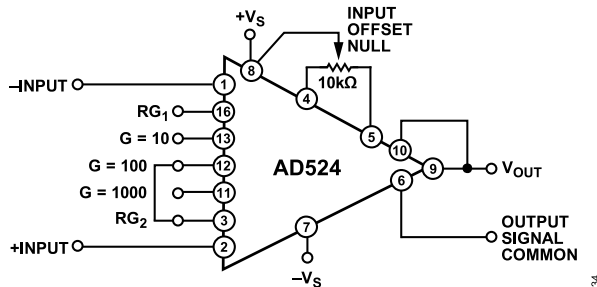 +VS
INPUT
OFFSET
NULL
10kΩ
–INPUT
1
8
4
RG1
16
G = 10
13
5
10
G = 100
12
AD524
9
VOUT
G = 1000
11
6
RG2
3
7
+INPUT
2
OUTPUT
SIGNAL
COMMON
–VS
34